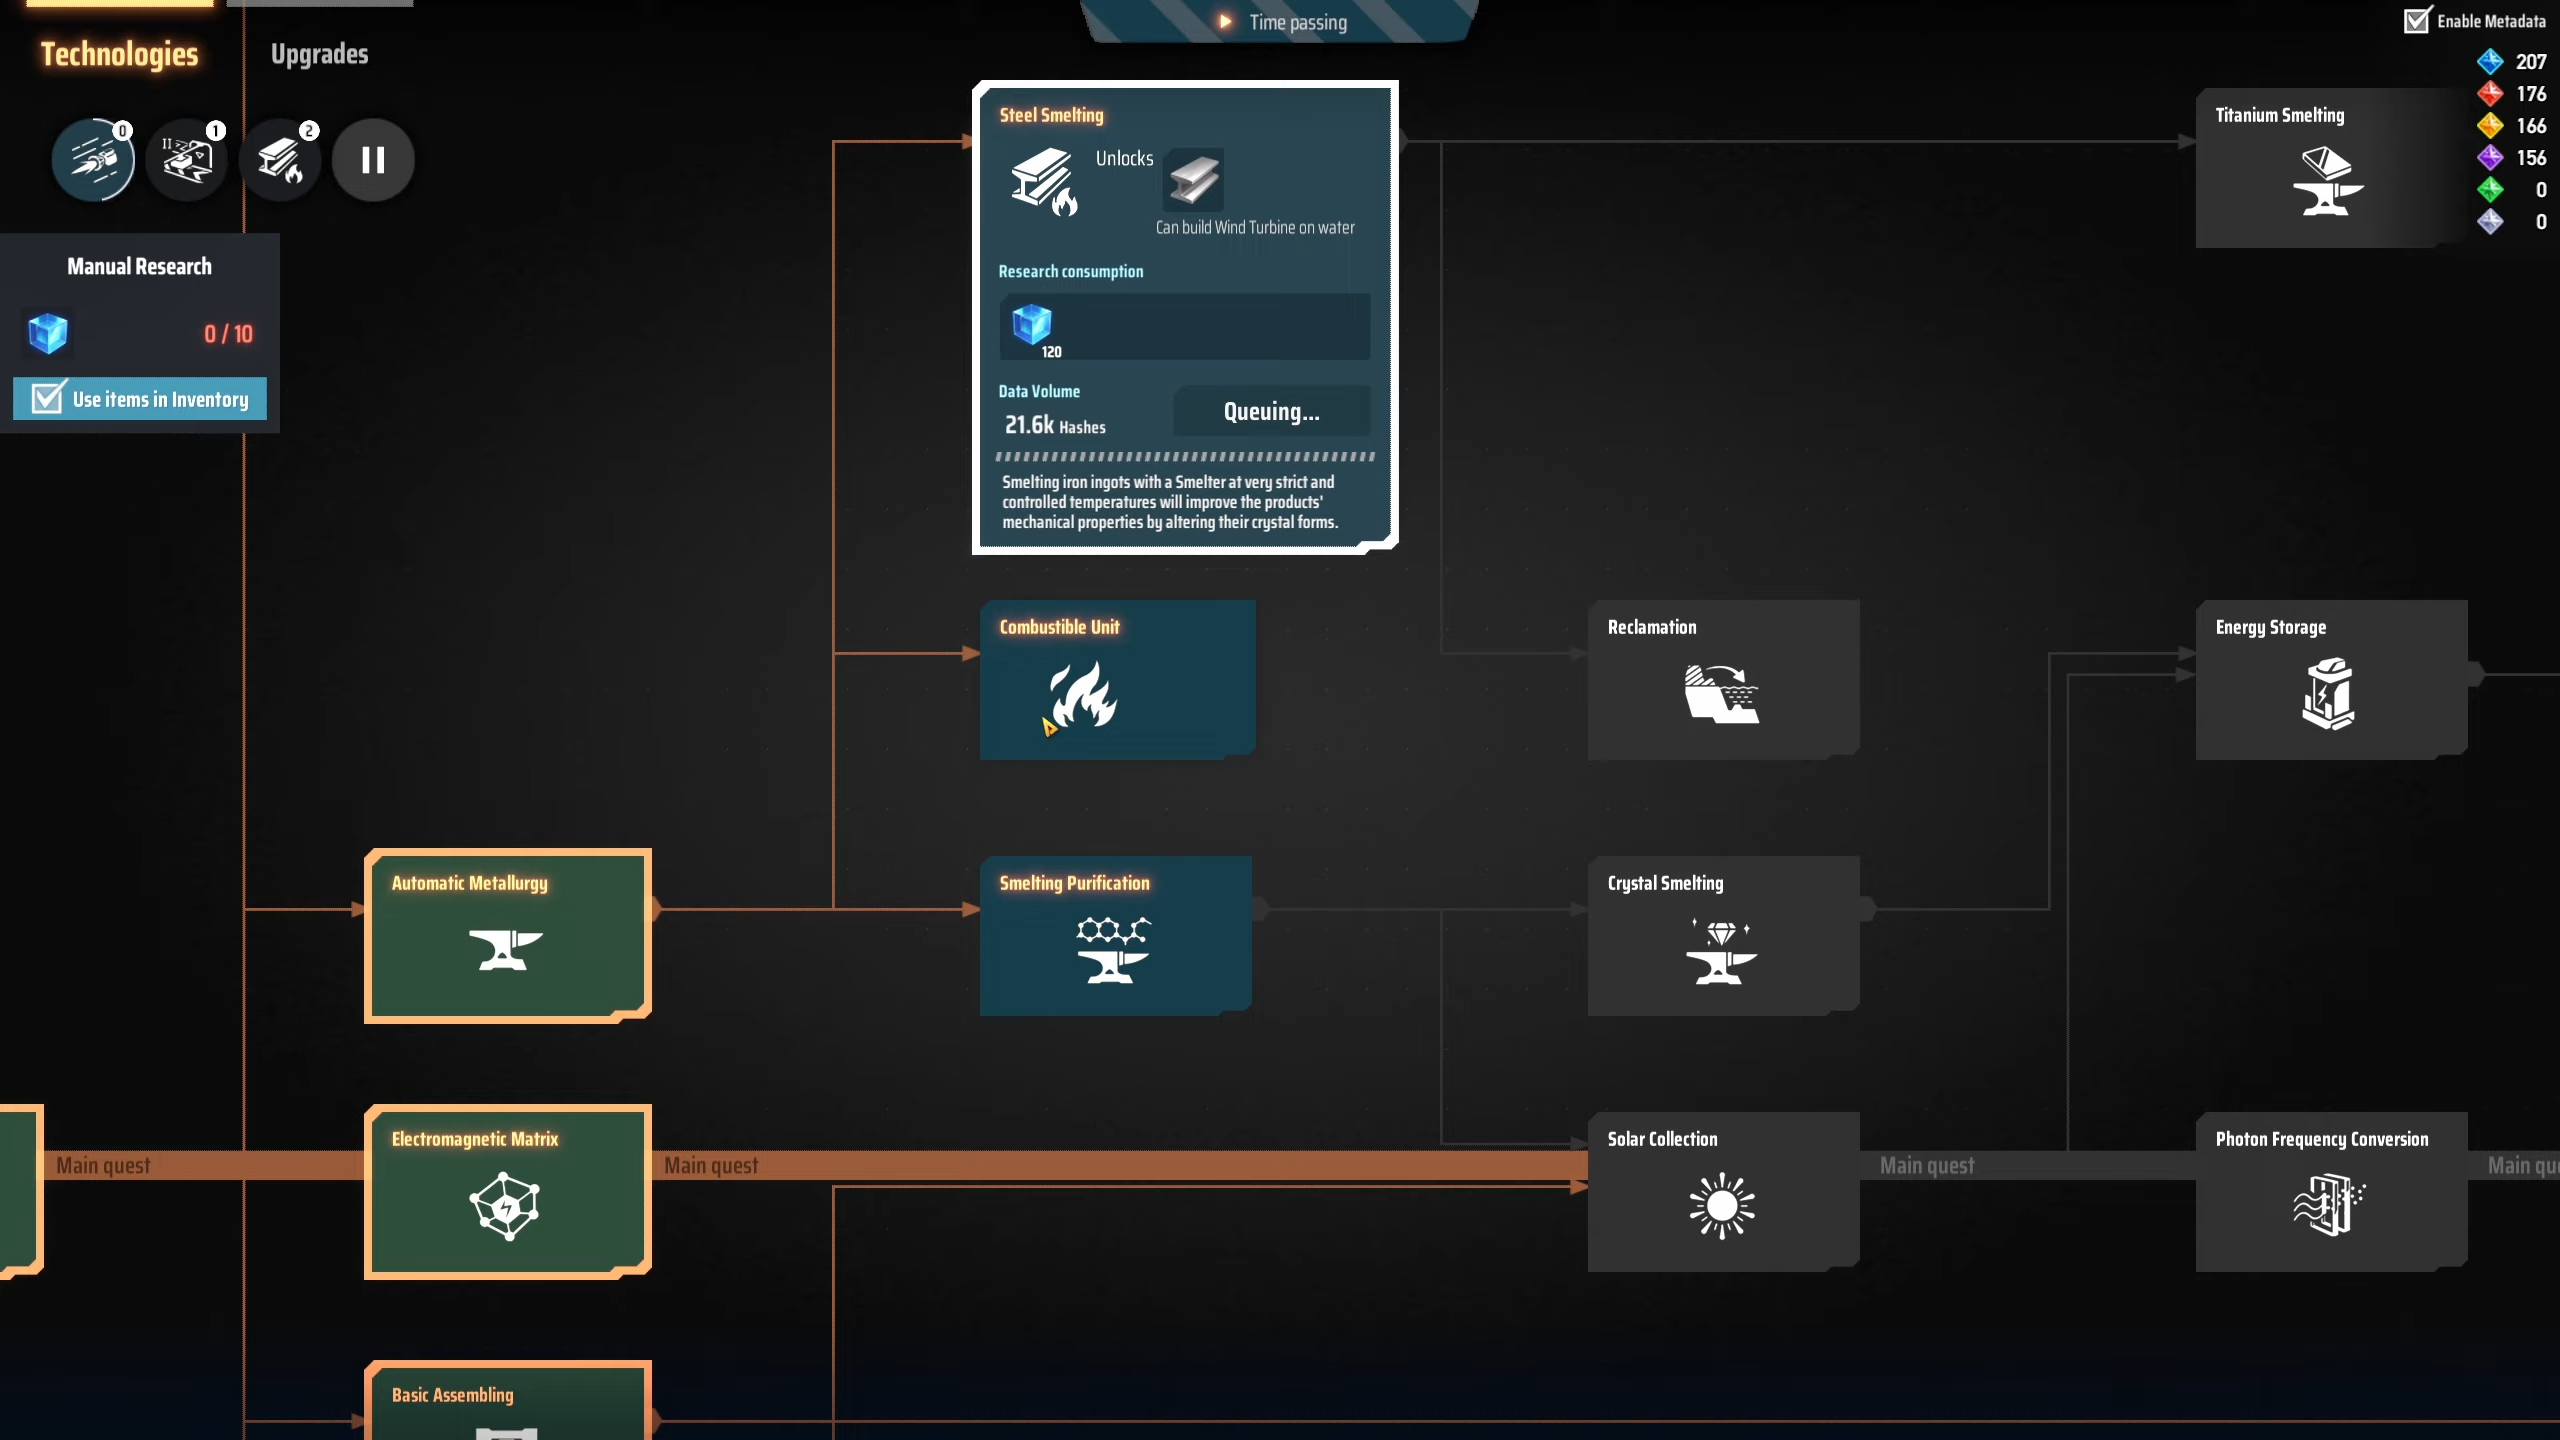 Time passing
Enable Metadata
Technologies
Upgrades
207
176
166
156
0
0
0
1
2
Manual Research
0 / 10
Use items in Inventory
Steel Smelting
Unlocks
Can build Wind Turbine on water
Research consumption
120
Data Volume
21.6k Hashes
Queuing...
Smelting iron ingots with a Smelter at very strict and
controlled temperatures will improve the products'
mechanical properties by altering their crystal forms.
Titanium Smelting
Combustible Unit
Reclamation
Energy Storage
Automatic Metallurgy
Smelting Purification
Crystal Smelting
Electromagnetic Matrix
Solar Collection
Photon Frequency Conversion
Main quest
Main quest
Main quest
Main qu
Basic Assembling